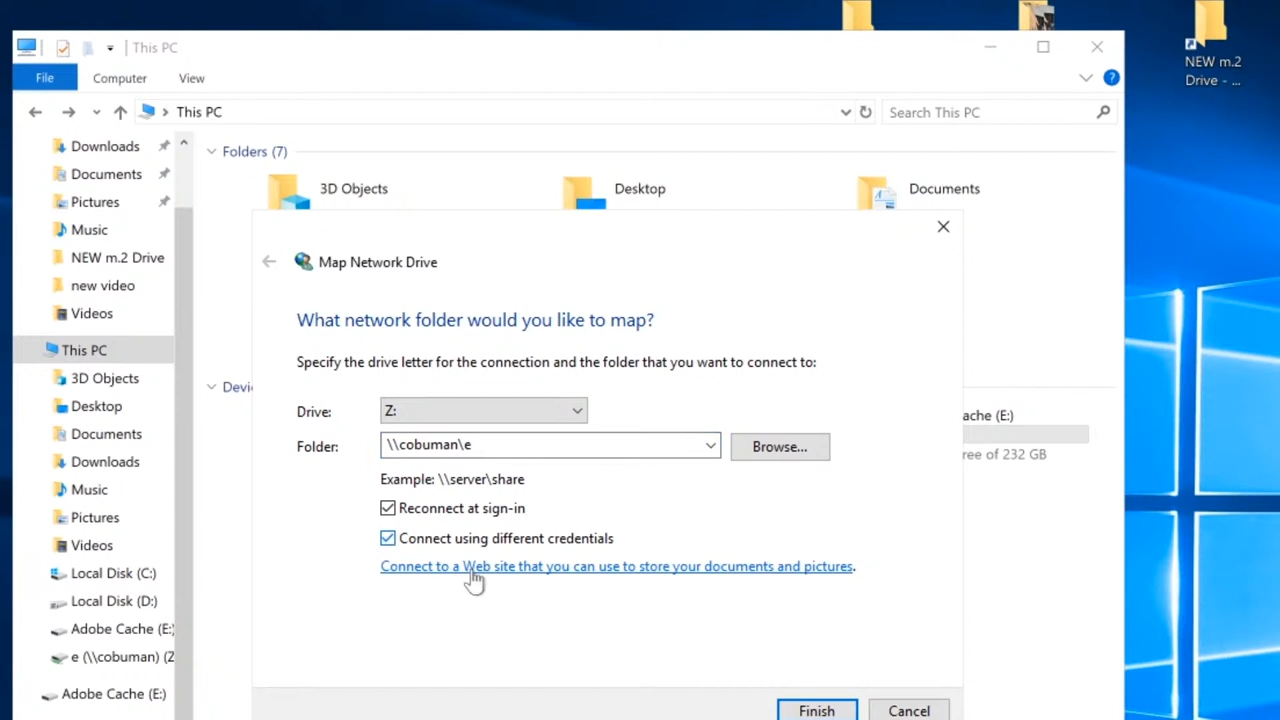 This PC
NEW m.2
Drive - ...
File
Computer
View
This PC
Search This PC
Downloads
Documents
Pictures
Music
NEW m.2 Drive
new video
Videos
This PC
3D Objects
Desktop
Documents
Downloads
Music
Pictures
Videos
Local Disk (C:)
Local Disk (D:)
Adobe Cache (E:)
e (\\cobuman) (Z
Adobe Cache (E:)
Folders (7)
3D Objects
Desktop
Documents
Devi
ache (E:)
ree of 232 GB
Map Network Drive
What network folder would you like to map?
Specify the drive letter for the connection and the folder that you want to connect to:
Drive:
Z:
Folder:
\\cobuman\e
Browse...
Example: \\server\share
Reconnect at sign-in
Connect using different credentials
Connect to a Web site that you can use to store your documents and pictures.
Finish
Cancel